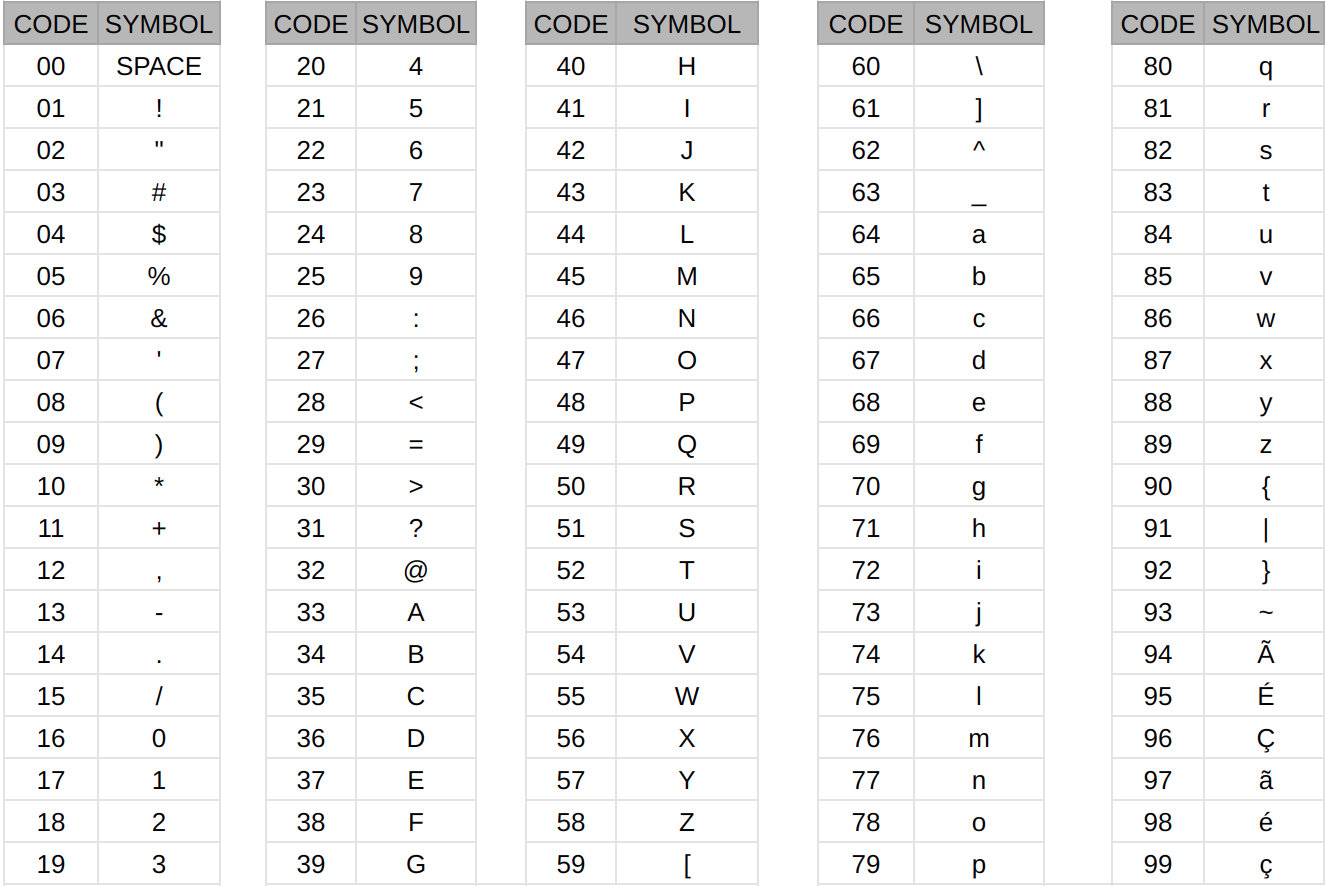 CODE SYMBOL CODE SYMBOL CODE SYMBOL CODE SYMBOL CODE SYMBOL
00 SPACE 20 4 40 H 60 \ 80 q
01 ! 21 5 41 I 61 ] 81 r
02 " 22 6 42 J 62 ^ 82 s
03 # 23 7 43 K 63 _ 83 t
04 $ 24 8 44 L 64 a 84 u
05 % 25 9 45 M 65 b 85 v
06 & 26 : 46 N 66 c 86 w
07 ' 27 ; 47 O 67 d 87 x
08 ( 28 < 48 P 68 e 88 y
09 ) 29 = 49 Q 69 f 89 z
10 * 30 > 50 R 70 g 90 {
11 + 31 ? 51 S 71 h 91 |
12 , 32 @ 52 T 72 i 92 }
13 - 33 A 53 U 73 j 93 ~
14 . 34 B 54 V 74 k 94 Ã
15 / 35 C 55 W 75 l 95 É
16 0 36 D 56 X 76 m 96 Ç
17 1 37 E 57 Y 77 n 97 ã
18 2 38 F 58 Z 78 o 98 é
19 3 39 G 59 [ 79 p 99 ç